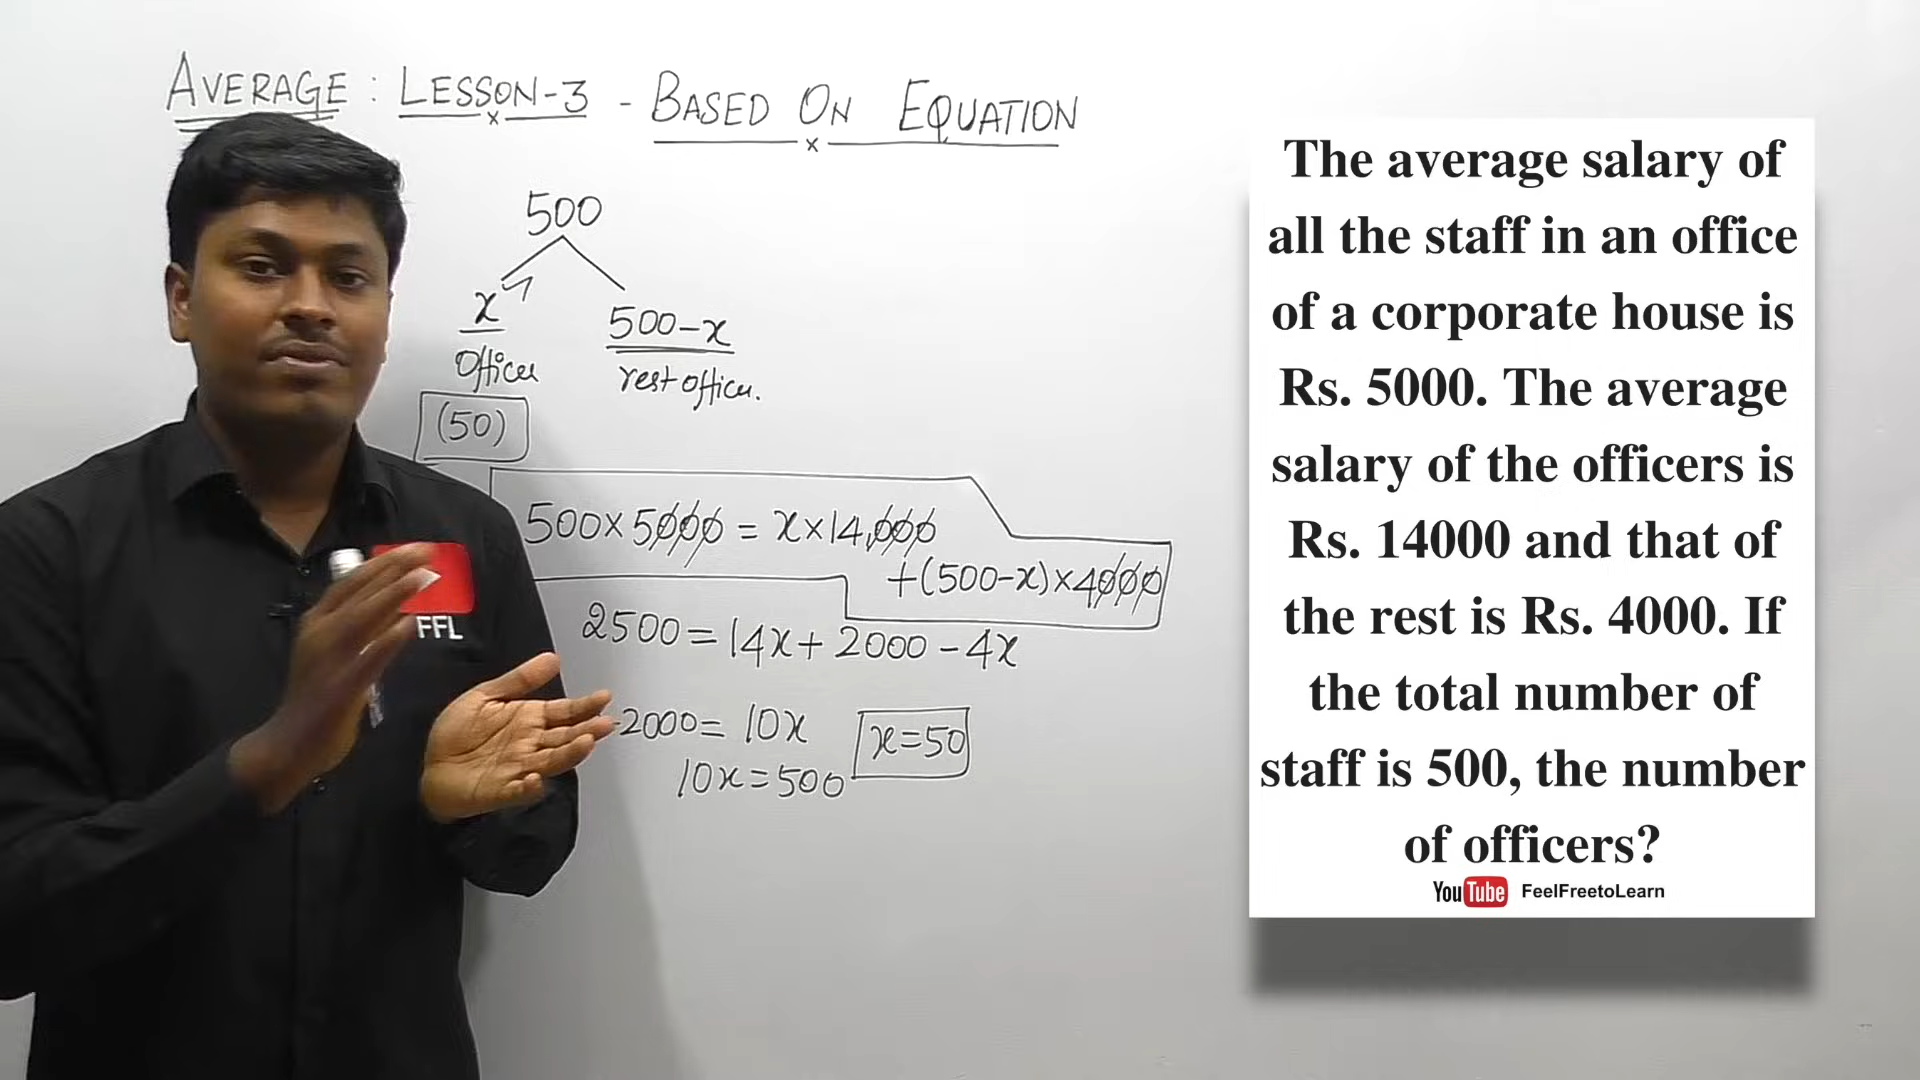 AVERAGE : LESSON-3 - BASED ON EQUATION
500
x
500-x
Officer
rest officer.
(50)
500×5000 = x×14,000
+(500-x)×4000
2500 = 14x + 2000 - 4x
-2000 = 10x
x=50
10x=500
FFL
The average salary of
all the staff in an office
of a corporate house is
Rs. 5000. The average
salary of the officers is
Rs. 14000 and that of
the rest is Rs. 4000. If
the total number of
staff is 500, the number
of officers?
YouTube FeelFreetoLearn